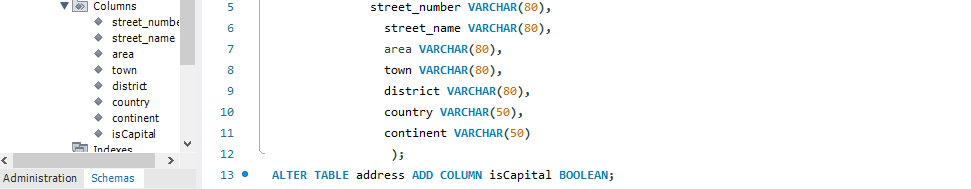 Columns
street_numbe
street_name
area
town
district
country
continent
isCapital
Indexes
Administration Schemas
5 street_number VARCHAR(80),
6 street_name VARCHAR(80),
7 area VARCHAR(80),
8 town VARCHAR(80),
9 district VARCHAR(80),
10 country VARCHAR(50),
11 continent VARCHAR(50)
12 );
13 ALTER TABLE address ADD COLUMN isCapital BOOLEAN;